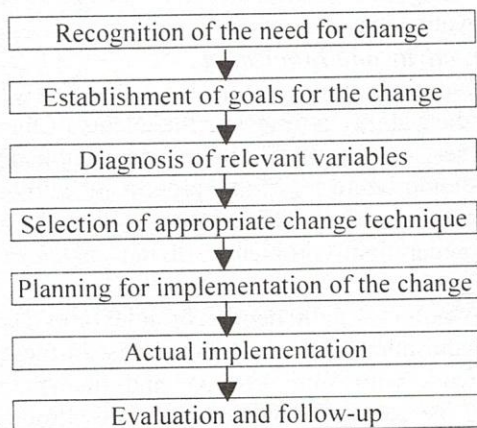 Recognition of the need for change
Establishment of goals for the change
Diagnosis of relevant variables
Selection of appropriate change technique
Planning for implementation of the change
Actual implementation
Evaluation and follow-up